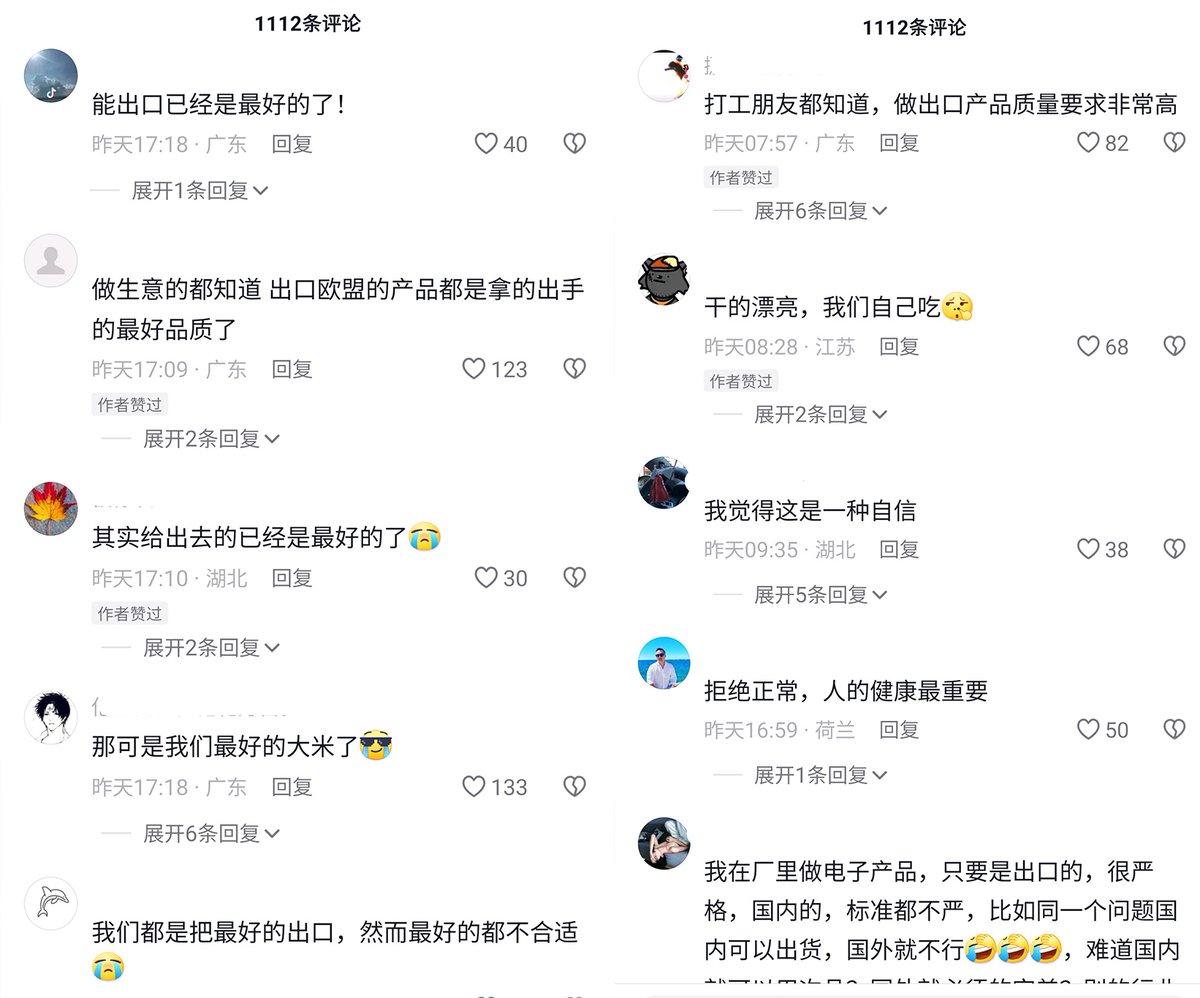 1112条评论
能出口已经是最好的了！
昨天17:18 · 广东 回复 40
展开1条回复
做生意的都知道 出口欧盟的产品都是拿的出手
的最好品质了
昨天17:09 · 广东 回复 123
作者赞过
展开2条回复
其实给出去的已经是最好的了😭
昨天17:10 · 湖北 回复 30
作者赞过
展开2条回复
那可是我们最好的大米了
昨天17:18 · 广东 回复 133
展开6条回复
我们都是把最好的出口，然而最好的都不合适
😭
1112条评论
打工朋友都知道，做出口产品质量要求非常高
昨天07:57 · 广东 回复 82
作者赞过
展开6条回复
干的漂亮，我们自己吃
昨天08:28 · 江苏 回复 68
作者赞过
展开2条回复
我觉得这是一种自信
昨天09:35 · 湖北 回复 38
展开5条回复
拒绝正常，人的健康最重要
昨天16:59 · 荷兰 回复 50
展开1条回复
我在厂里做电子产品，只要是出口的，很严
格，国内的，标准都不严，比如同一个问题国
内可以出货，国外就不行🤣🤣🤣，难道国内